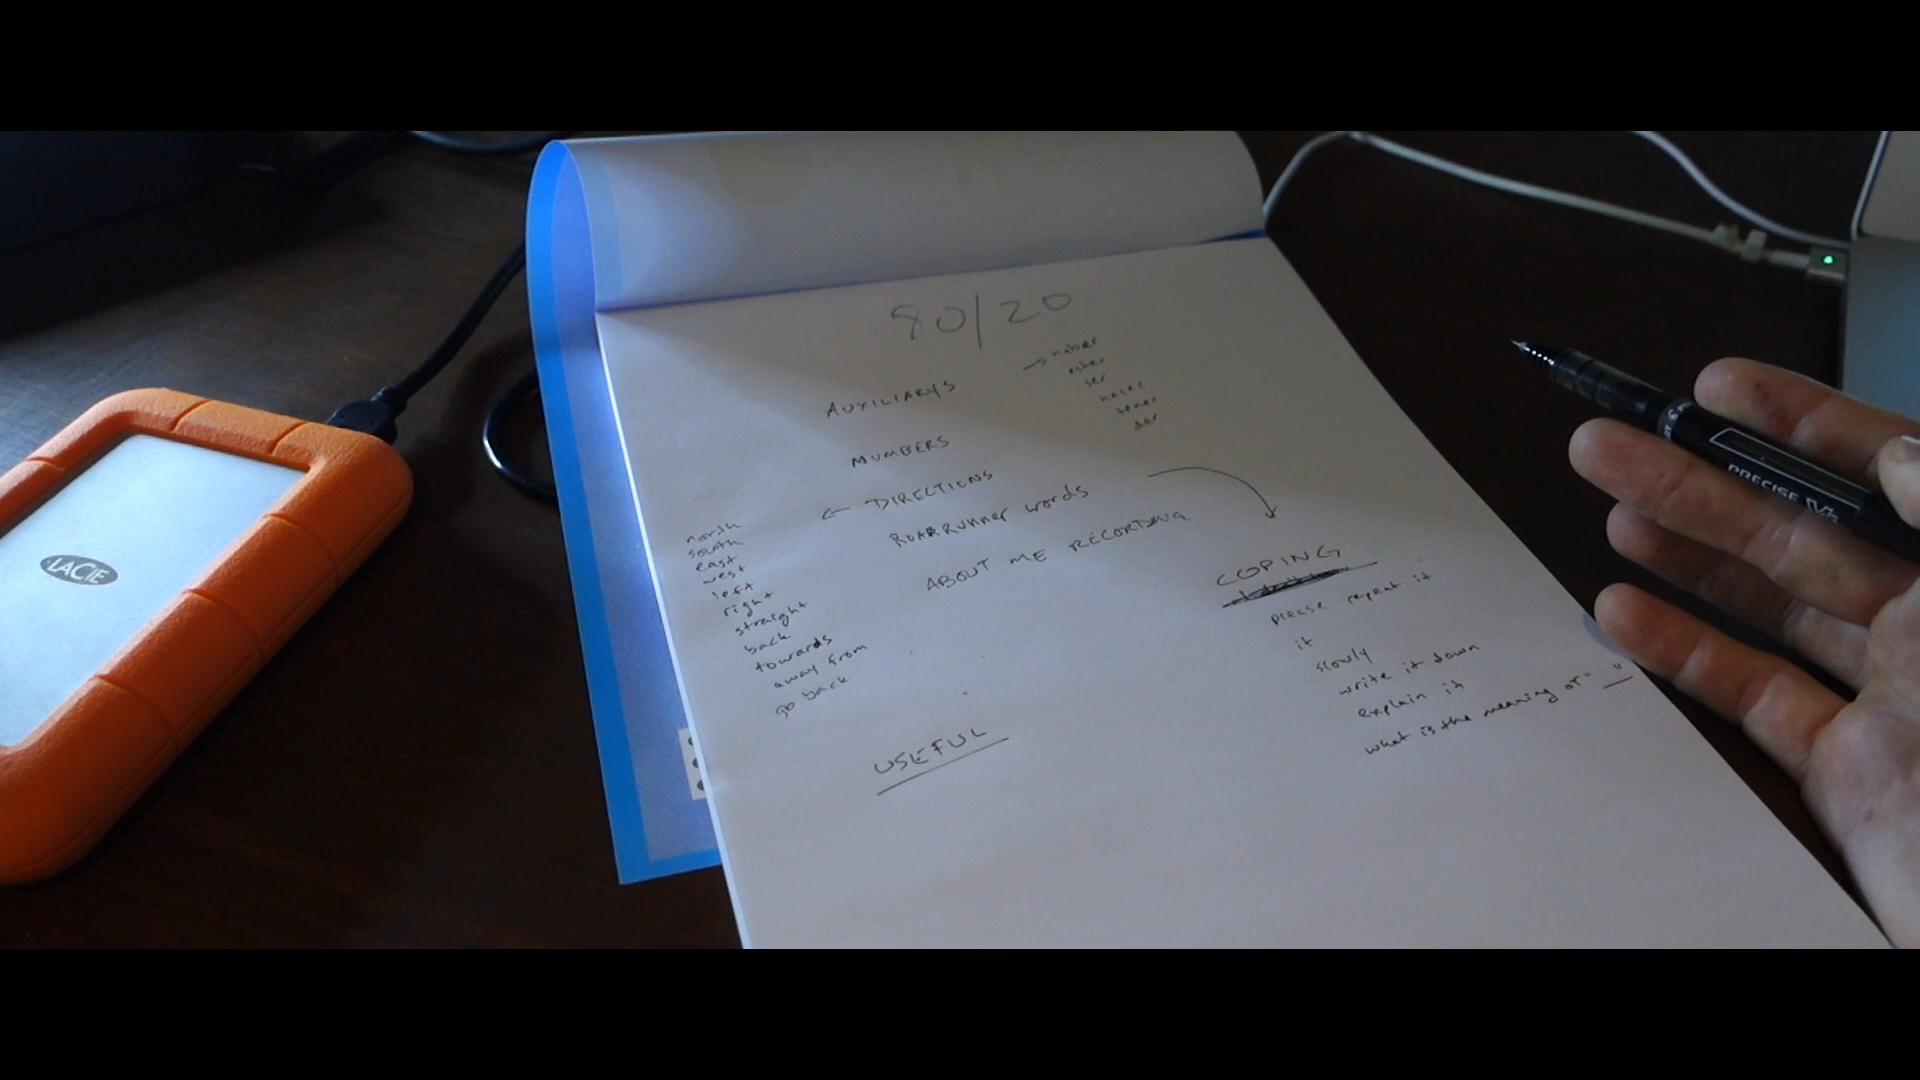 80/20
AUXILIARYS
→ haber
estar
ser
hacer
tener
dar
NUMBERS
← DIRECTIONS
north
south
east
west
left
right
straight
back
towards
away from
go back
ROADRUNNER words
ABOUT ME RECORDING
COPING
please repeat it
it
slowly
write it down
explain it
what is the meaning of "__"
USEFUL
LACIE
PRECISE V5